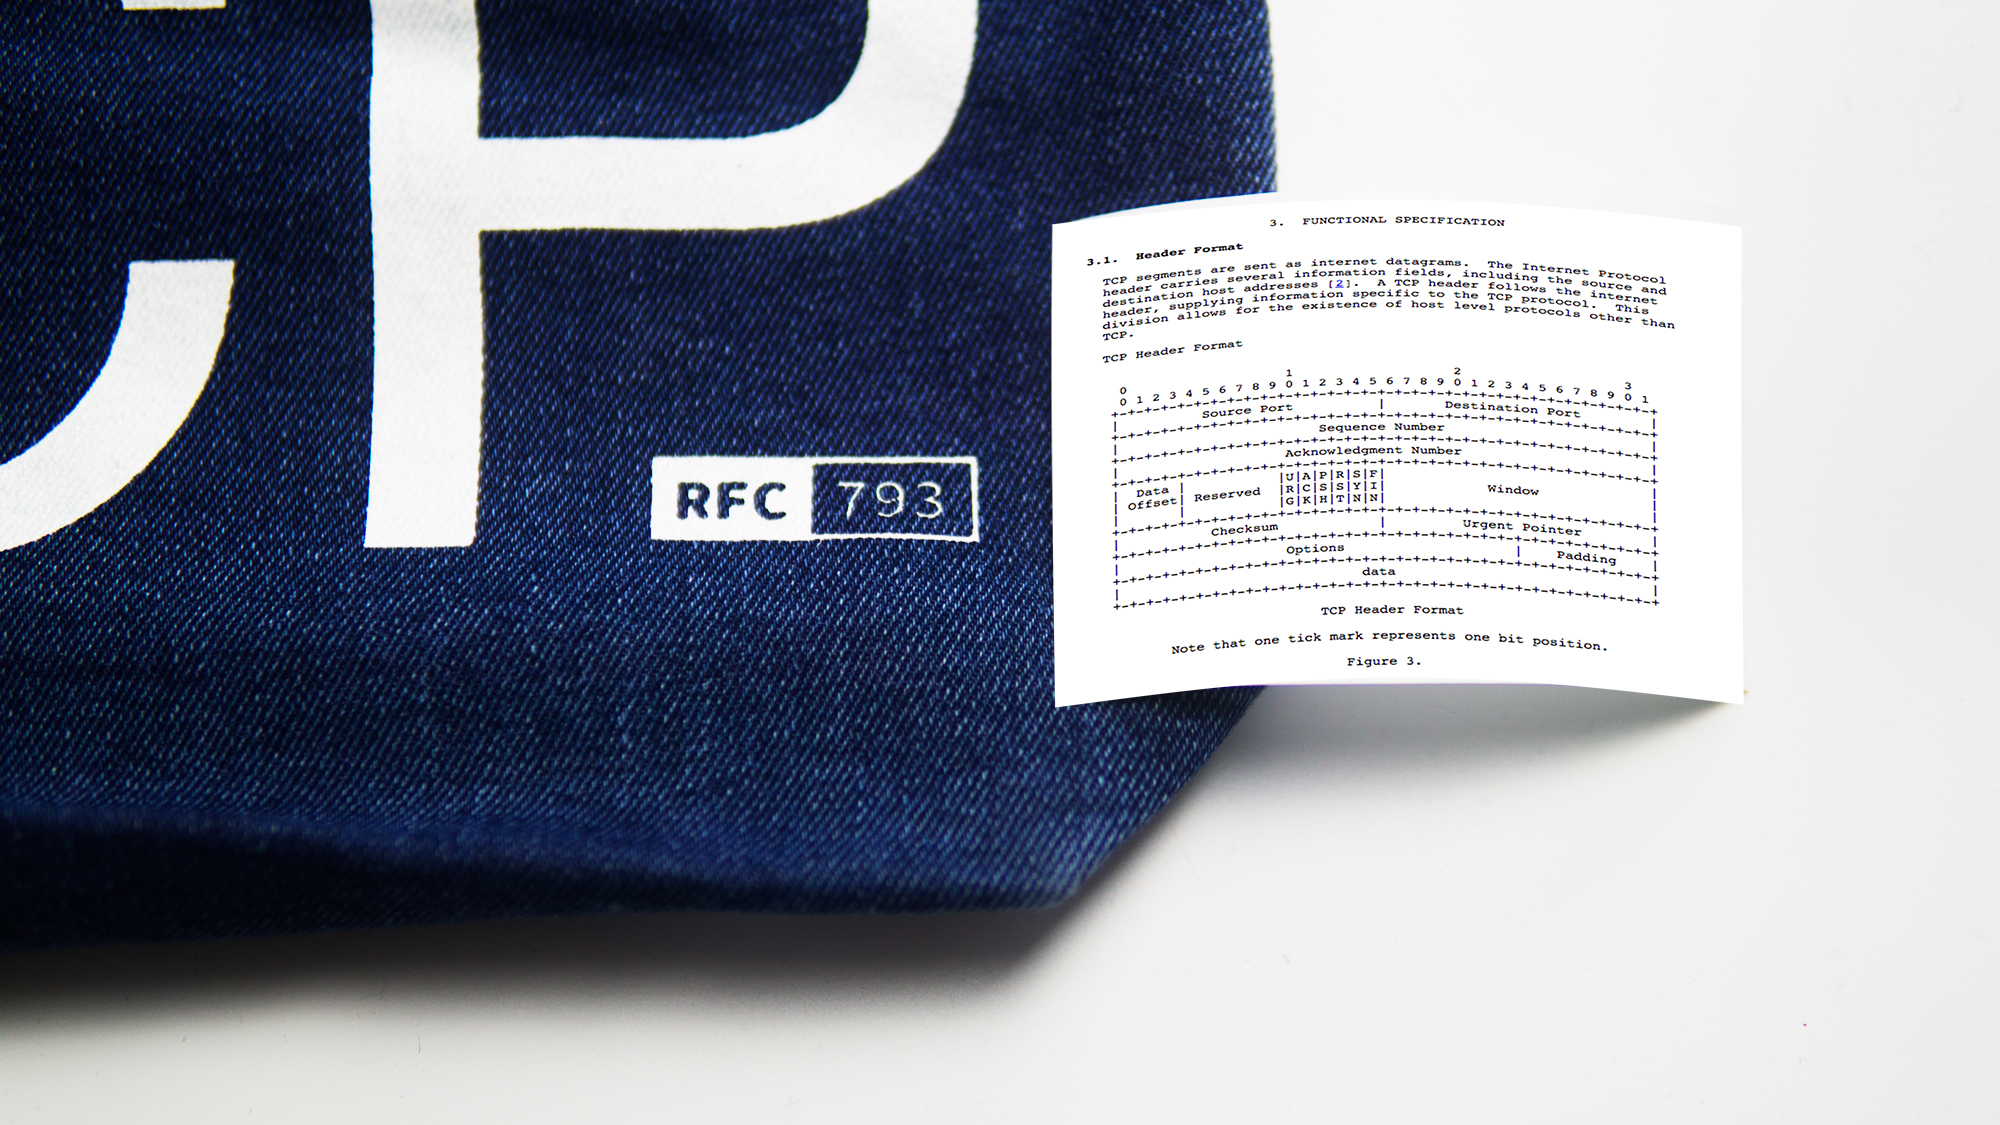 CP
RFC 793
3. FUNCTIONAL SPECIFICATION
3.1. Header Format
TCP segments are sent as internet datagrams. The Internet Protocol
header carries several information fields, including the source and
destination host addresses [2]. A TCP header follows the internet
header, supplying information specific to the TCP protocol. This
division allows for the existence of host level protocols other than
TCP.
TCP Header Format
0 1 2 3
0 1 2 3 4 5 6 7 8 9 0 1 2 3 4 5 6 7 8 9 0 1 2 3 4 5 6 7 8 9 0 1
+-+-+-+-+-+-+-+-+-+-+-+-+-+-+-+-+-+-+-+-+-+-+-+-+-+-+-+-+-+-+-+-+
| Source Port | Destination Port |
+-+-+-+-+-+-+-+-+-+-+-+-+-+-+-+-+-+-+-+-+-+-+-+-+-+-+-+-+-+-+-+-+
| Sequence Number |
+-+-+-+-+-+-+-+-+-+-+-+-+-+-+-+-+-+-+-+-+-+-+-+-+-+-+-+-+-+-+-+-+
| Acknowledgment Number |
+-+-+-+-+-+-+-+-+-+-+-+-+-+-+-+-+-+-+-+-+-+-+-+-+-+-+-+-+-+-+-+-+
| Data | |U|A|P|R|S|F| |
| Offset| Reserved |R|C|S|S|Y|I| Window |
| | |G|K|H|T|N|N| |
+-+-+-+-+-+-+-+-+-+-+-+-+-+-+-+-+-+-+-+-+-+-+-+-+-+-+-+-+-+-+-+-+
| Checksum | Urgent Pointer |
+-+-+-+-+-+-+-+-+-+-+-+-+-+-+-+-+-+-+-+-+-+-+-+-+-+-+-+-+-+-+-+-+
| Options | Padding |
+-+-+-+-+-+-+-+-+-+-+-+-+-+-+-+-+-+-+-+-+-+-+-+-+-+-+-+-+-+-+-+-+
| data |
+-+-+-+-+-+-+-+-+-+-+-+-+-+-+-+-+-+-+-+-+-+-+-+-+-+-+-+-+-+-+-+-+
TCP Header Format
Note that one tick mark represents one bit position.
Figure 3.